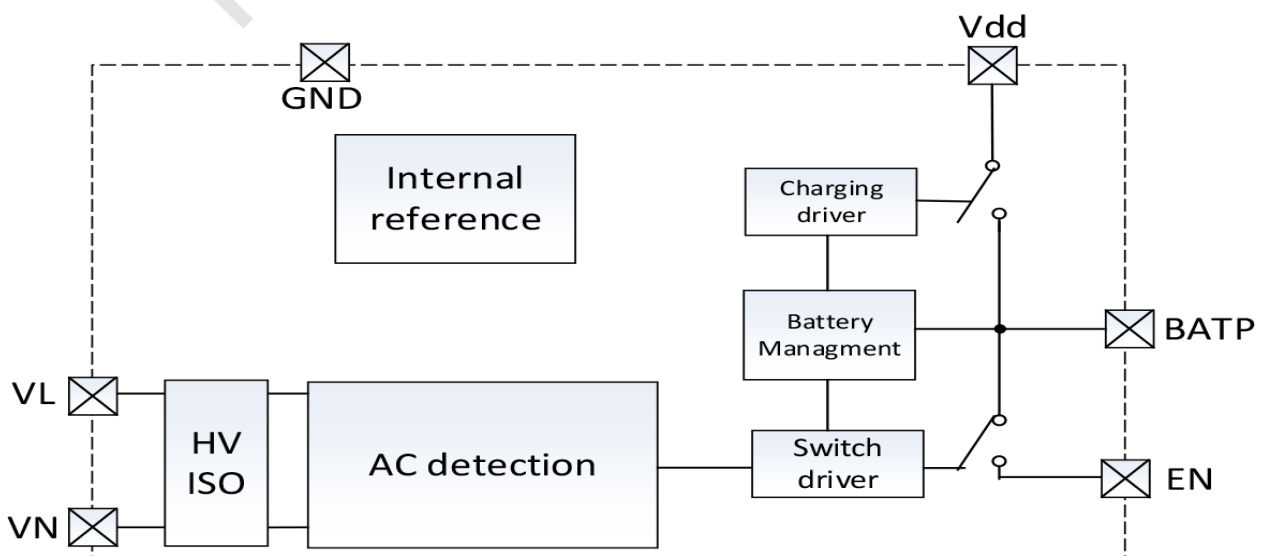 Vdd
GND
Internal
reference
Charging
driver
Battery
Managment
BATP
VL
HV
ISO
AC detection
Switch
driver
EN
VN